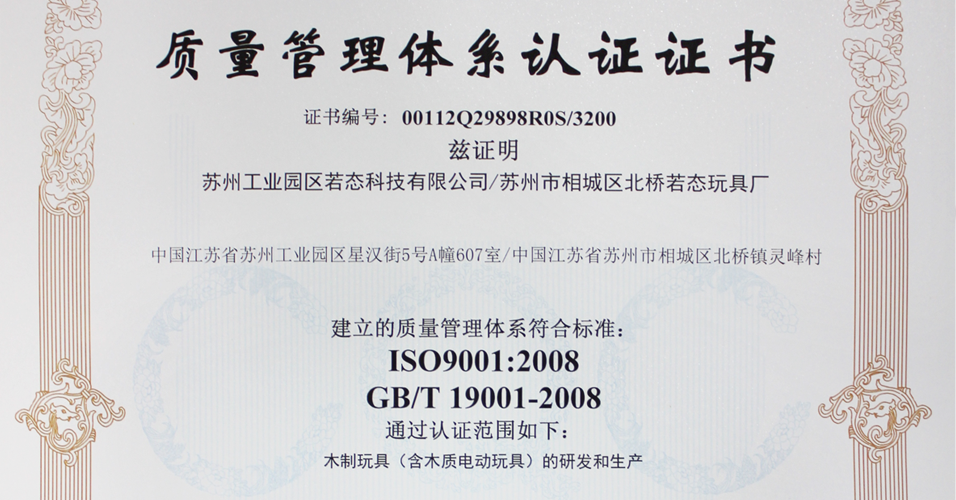 质量管理体系认证证书
证书编号：00112Q29898R0S/3200
兹证明
苏州工业园区若态科技有限公司/苏州市相城区北桥若态玩具厂
中国江苏省苏州工业园区星汉街5号A幢607室/中国江苏省苏州市相城区北桥镇灵峰村
建立的质量管理体系符合标准：
ISO9001:2008
GB/T 19001-2008
通过认证范围如下：
木制玩具（含木质电动玩具）的研发和生产